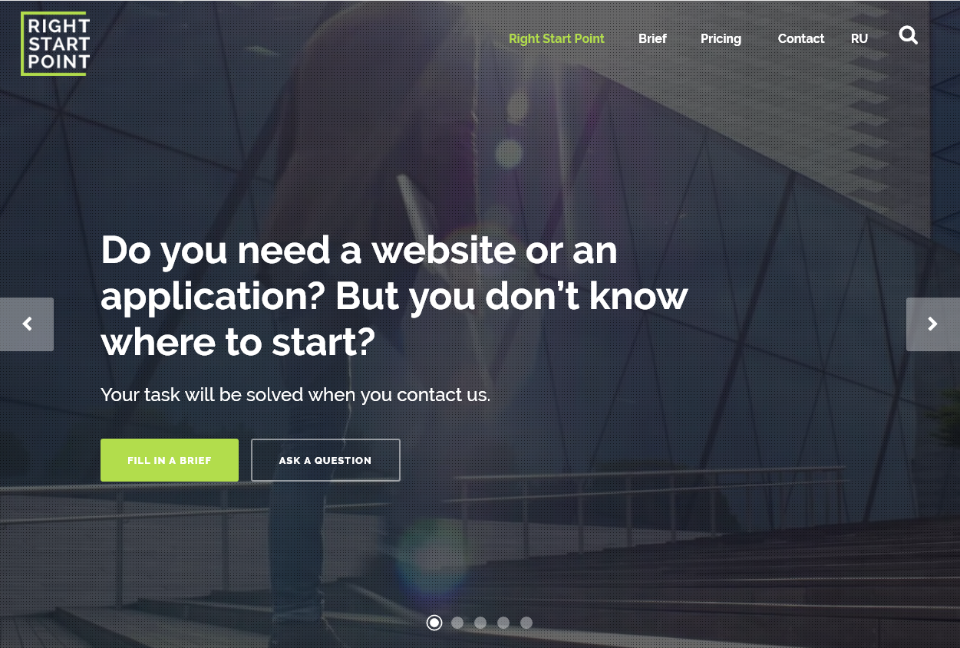 RIGHT
START
POINT
Right Start Point
Brief
Pricing
Contact
RU
Do you need a website or an
application? But you don’t know
where to start?
Your task will be solved when you contact us.
FILL IN A BRIEF
ASK A QUESTION